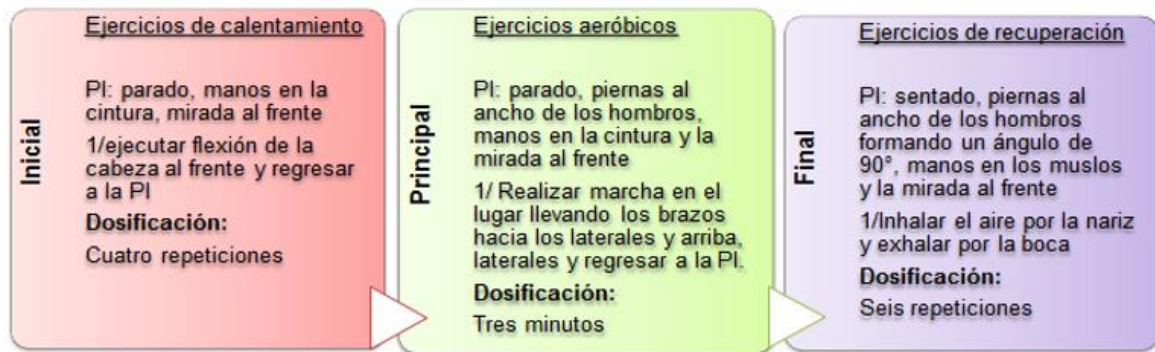 Inicial
Ejercicios de calentamiento
PI: parado, manos en la
cintura, mirada al frente
1/ejecutar flexión de la
cabeza al frente y regresar
a la PI
Dosificación:
Cuatro repeticiones
Principal
Ejercicios aeróbicos
PI: parado, piernas al
ancho de los hombros,
manos en la cintura y la
mirada al frente
1/ Realizar marcha en el
lugar llevando los brazos
hacia los laterales y arriba,
laterales y regresar a la PI.
Dosificación:
Tres minutos
Final
Ejercicios de recuperación
PI: sentado, piernas al
ancho de los hombros
formando un ángulo de
90°, manos en los muslos
y la mirada al frente
1/Inhalar el aire por la nariz
y exhalar por la boca
Dosificación:
Seis repeticiones